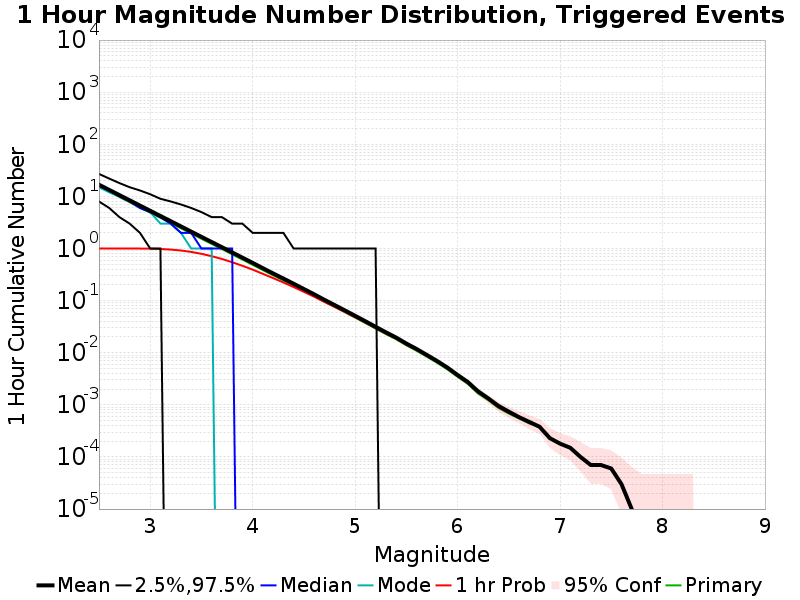 1 Hour Magnitude Number Distribution, Triggered Events
1 Hour Cumulative Number
10^4
10^3
10^2
10^1
10^0
10^-1
10^-2
10^-3
10^-4
10^-5
3 4 5 6 7 8 9
Magnitude
Mean 2.5%,97.5% Median Mode 1 hr Prob 95% Conf Primary